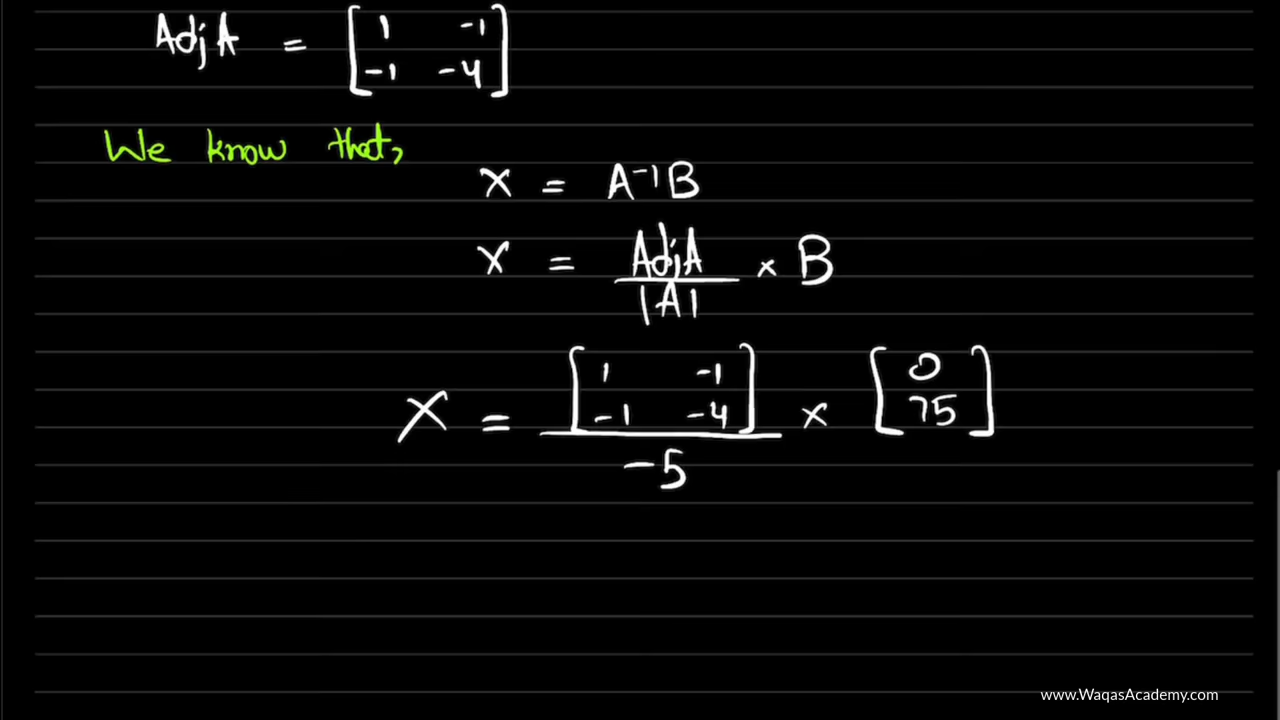 Adj A = [1 -1
-1 -4]
We know that,
X = A⁻¹B
X = AdjA / |A| × B
X = [1 -1
-1 -4] / -5 × [0
75]
www.WaqasAcademy.com